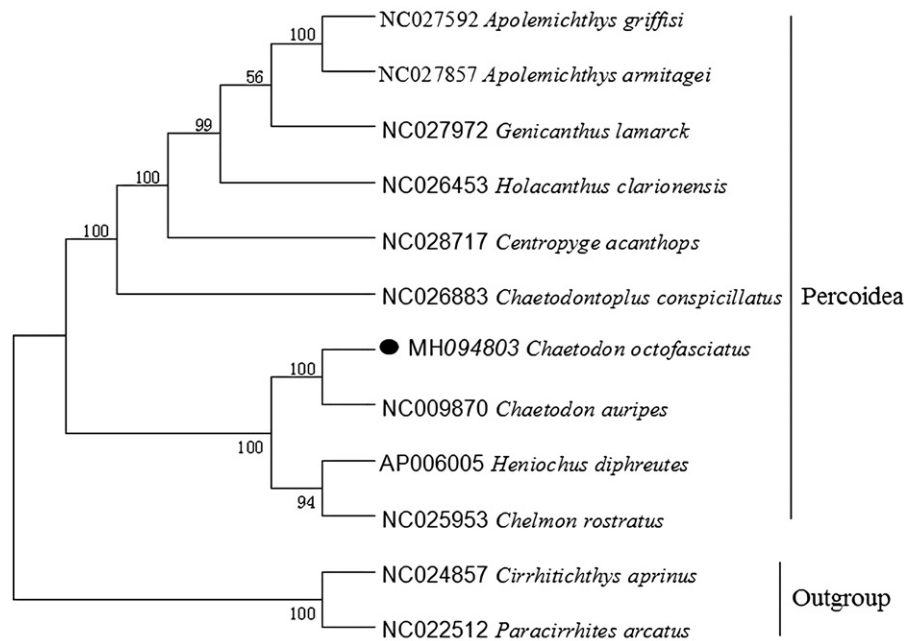 NC027592 Apolemichthys griffisi
100
NC027857 Apolemichthys armitagei
56
NC027972 Genicanthus lamarck
99
NC026453 Holacanthus clarionensis
100
NC028717 Centropyge acanthops
100
NC026883 Chaetodontoplus conspicillatus
Percoidea
MH094803 Chaetodon octofasciatus
100
NC009870 Chaetodon auripes
100
AP006005 Heniochus diphreutes
94
NC025953 Chelmon rostratus
NC024857 Cirrhitichthys aprinus
Outgroup
100
NC022512 Paracirrhites arcatus